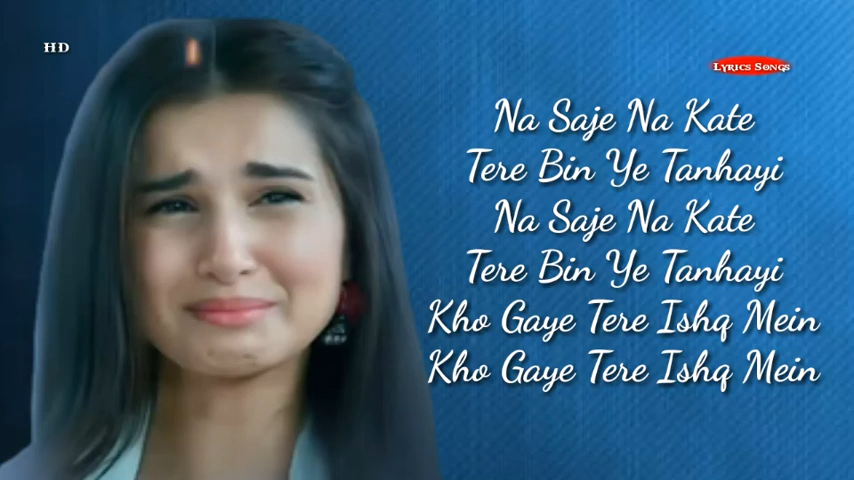 HD
Lyrics Songs
Na Saje Na Kate
Tere Bin Ye Tanhayi
Na Saje Na Kate
Tere Bin Ye Tanhayi
Kho Gaye Tere Ishq Mein
Kho Gaye Tere Ishq Mein